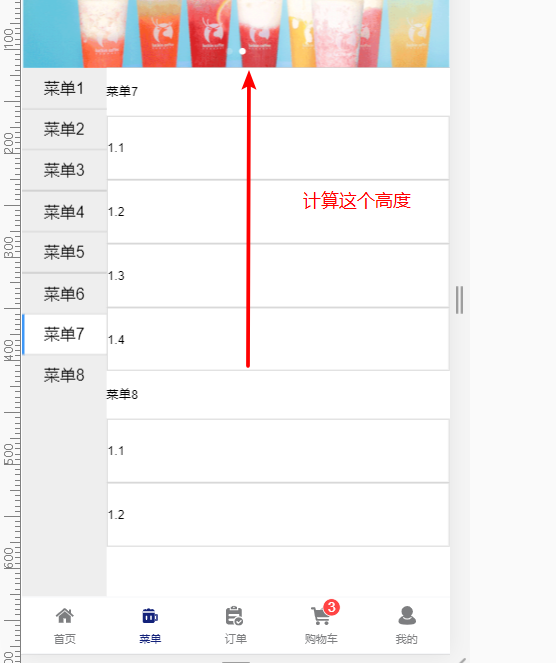 100
200
300
400
500
600
菜单1
菜单2
菜单3
菜单4
菜单5
菜单6
菜单7
菜单8
菜单7
1.1
1.2
计算这个高度
1.3
1.4
菜单8
1.1
1.2
3
首页
菜单
订单
购物车
我的